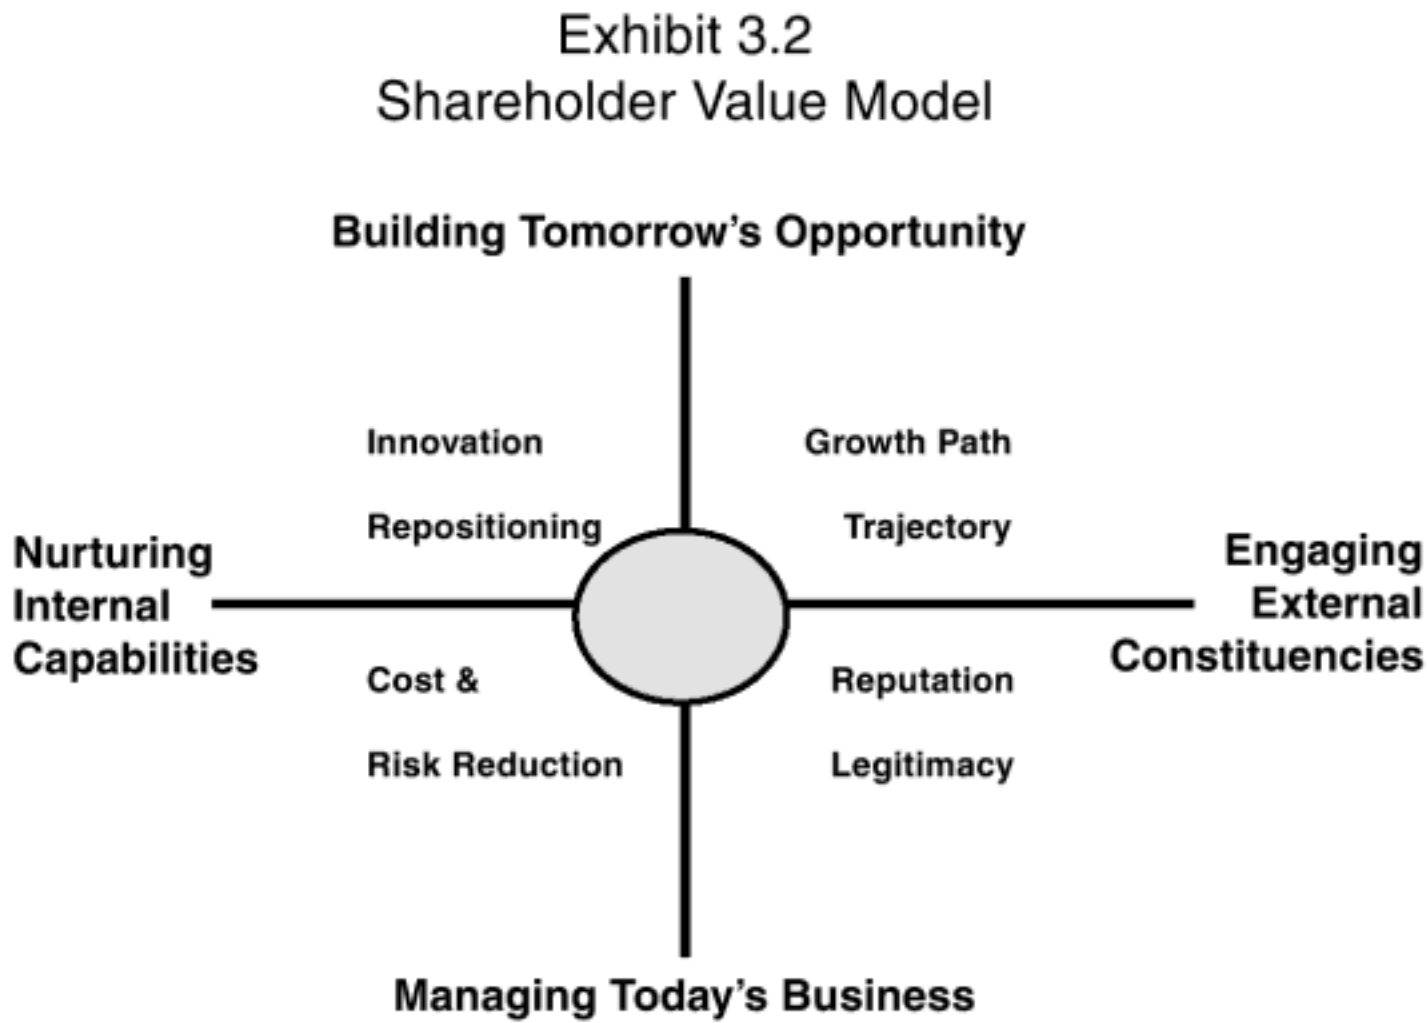 Exhibit 3.2
Shareholder Value Model
Building Tomorrow's Opportunity
Innovation
Repositioning
Growth Path
Trajectory
Nurturing
Internal
Capabilities
Engaging
External
Constituencies
Cost &
Risk Reduction
Reputation
Legitimacy
Managing Today's Business